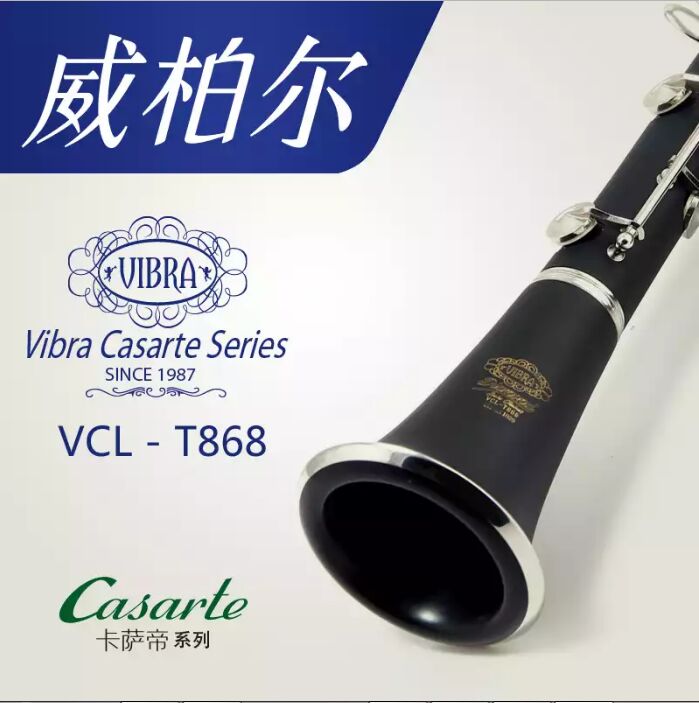 威柏尔
VIBRA
Vibra Casarte Series
SINCE 1987
VCL - T868
Casarte
卡萨帝系列
VIBRA
VCL-T868